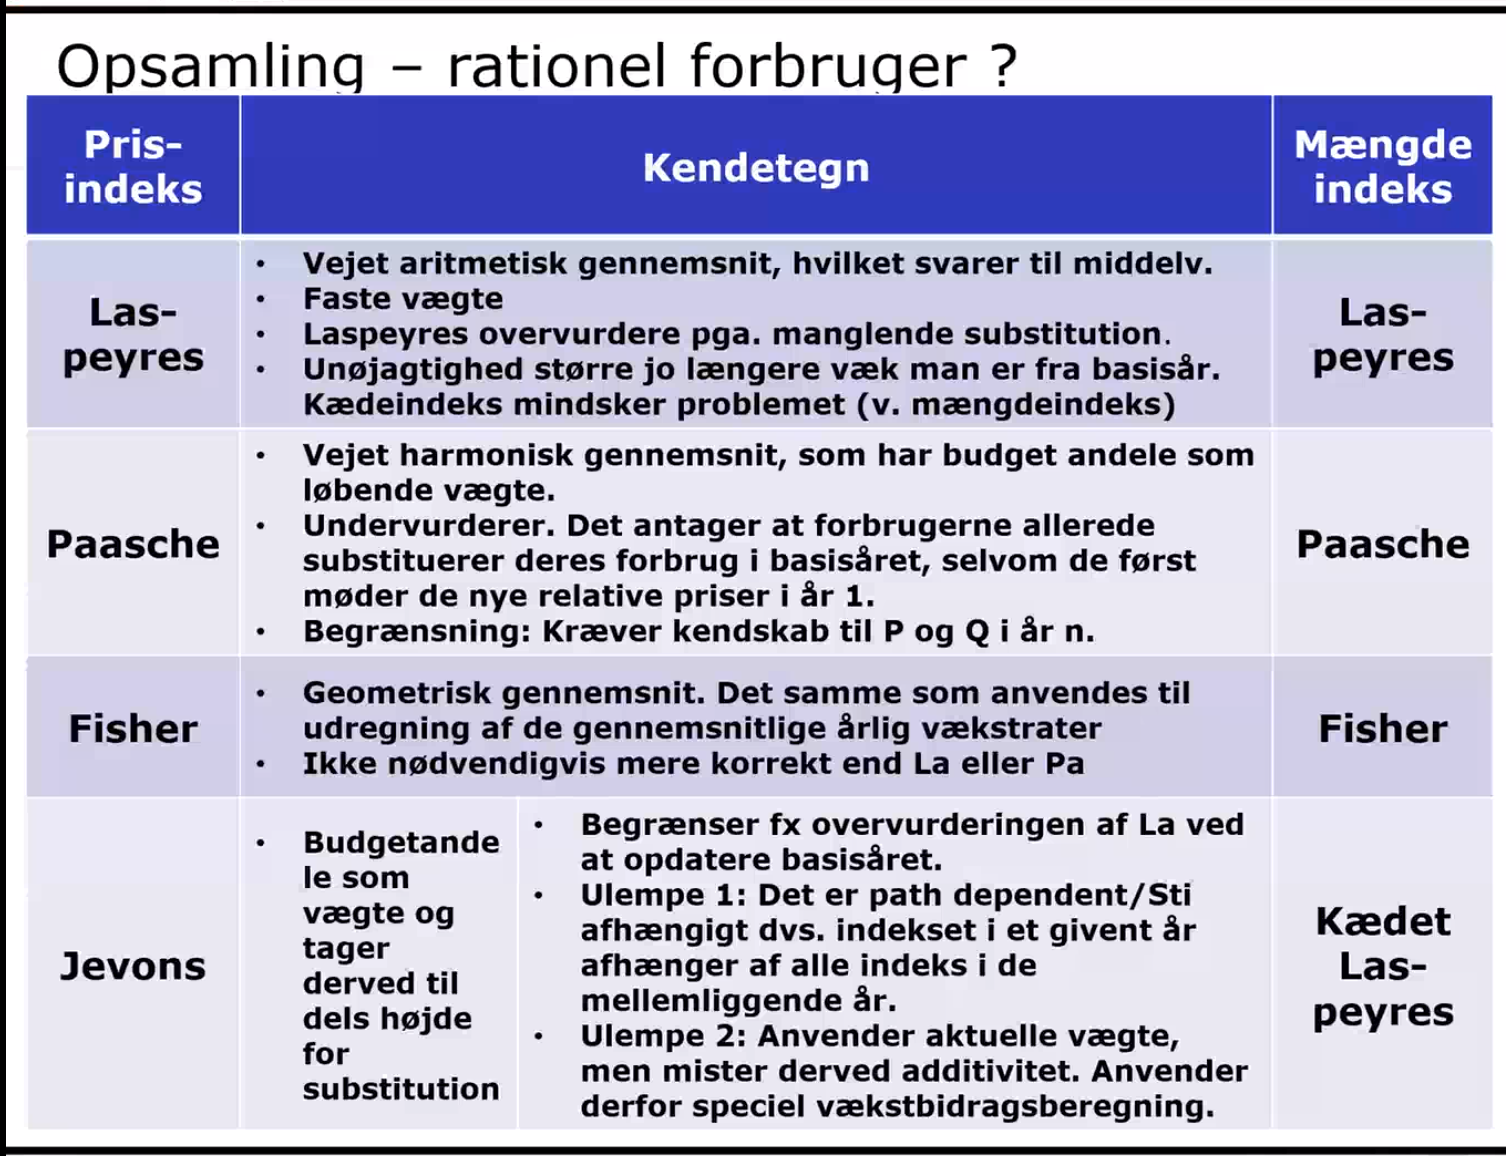 Opsamling – rationel forbruger ?
Pris-
indeks
Kendetegn
Mængde
indeks
Las-
peyres
• Vejet aritmetisk gennemsnit, hvilket svarer til middelv.
• Faste vægte
• Laspeyres overvurdere pga. manglende substitution.
• Unøjagtighed større jo længere væk man er fra basisår.
Kædeindeks mindsker problemet (v. mængdeindeks)
Las-
peyres
Paasche
• Vejet harmonisk gennemsnit, som har budget andele som
løbende vægte.
• Undervurderer. Det antager at forbrugerne allerede
substituerer deres forbrug i basisåret, selvom de først
møder de nye relative priser i år 1.
• Begrænsning: Kræver kendskab til P og Q i år n.
Paasche
Fisher
• Geometrisk gennemsnit. Det samme som anvendes til
udregning af de gennemsnitlige årlig vækstrater
• Ikke nødvendigvis mere korrekt end La eller Pa
Fisher
Jevons
• Budgetande
le som
vægte og
tager
derved til
dels højde
for
substitution
• Begrænser fx overvurderingen af La ved
at opdatere basisåret.
• Ulempe 1: Det er path dependent/Sti
afhængigt dvs. indekset i et givent år
afhænger af alle indeks i de
mellemliggende år.
• Ulempe 2: Anvender aktuelle vægte,
men mister derved additivitet. Anvender
derfor speciel vækstbidragsberegning.
Kædet
Las-
peyres